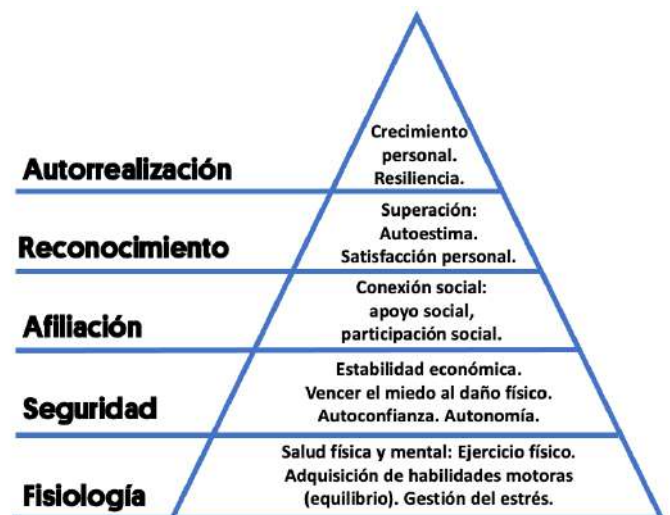 Crecimiento
personal.
Resiliencia.
Autorrealización
Superación:
Autoestima.
Satisfacción personal.
Reconocimiento
Conexión social:
apoyo social,
participación social.
Afiliación
Estabilidad económica.
Vencer el miedo al daño físico.
Autoconfianza. Autonomía.
Seguridad
Salud física y mental: Ejercicio físico.
Adquisición de habilidades motoras
(equilibrio). Gestión del estrés.
Fisiología